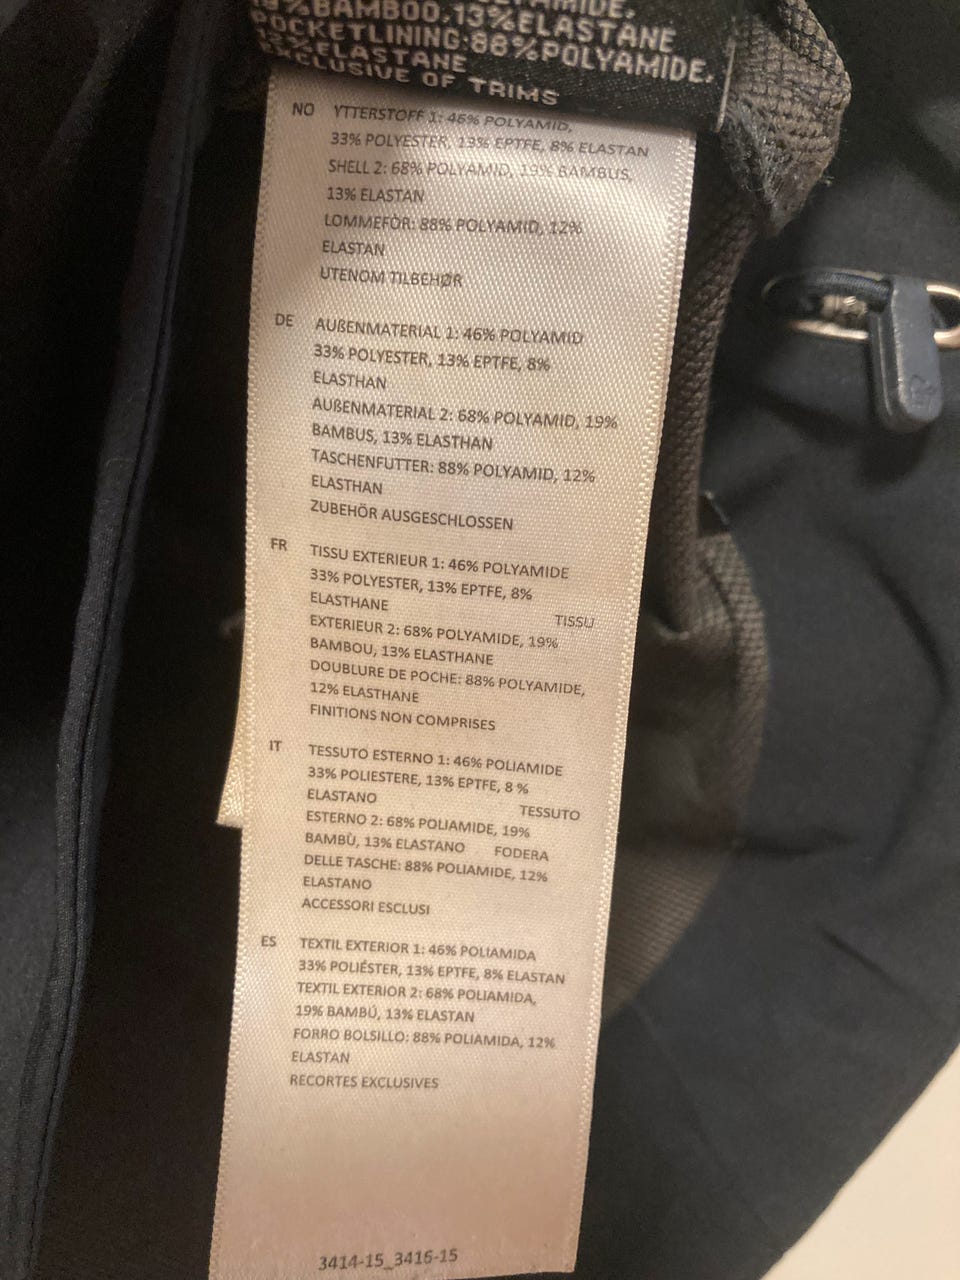 %BAMBOO.13%ELASTANE
POCKETLINING:88%POLYAMIDE.
%ELASTANE
EXCLUSIVE OF TRIMS
NO YTTERSTOFF 1: 46% POLYAMID,
33% POLYESTER, 13% EPTFE, 8% ELASTAN
SHELL 2: 68% POLYAMID, 19% BAMBUS,
13% ELASTAN
LOMMEFÔR: 88% POLYAMID, 12%
ELASTAN
UTENOM TILBEHØR
DE AUßENMATERIAL 1: 46% POLYAMID
33% POLYESTER, 13% EPTFE, 8%
ELASTHAN
AUßENMATERIAL 2: 68% POLYAMID, 19%
BAMBUS, 13% ELASTHAN
TASCHENFUTTER: 88% POLYAMID, 12%
ELASTHAN
ZUBEHÖR AUSGESCHLOSSEN
FR TISSU EXTERIEUR 1: 46% POLYAMIDE
33% POLYESTER, 13% EPTFE, 8%
ELASTHANE TISSU
EXTERIEUR 2: 68% POLYAMIDE, 19%
BAMBOU, 13% ELASTHANE
DOUBLURE DE POCHE: 88% POLYAMIDE,
12% ELASTHANE
FINITIONS NON COMPRISES
IT TESSUTO ESTERNO 1: 46% POLIAMIDE
33% POLIESTERE, 13% EPTFE, 8 %
ELASTANO TESSUTO
ESTERNO 2: 68% POLIAMIDE, 19%
BAMBÙ, 13% ELASTANO FODERA
DELLE TASCHE: 88% POLIAMIDE, 12%
ELASTANO
ACCESSORI ESCLUSI
ES TEXTIL EXTERIOR 1: 46% POLIAMIDA
33% POLIÉSTER, 13% EPTFE, 8% ELASTAN
TEXTIL EXTERIOR 2: 68% POLIAMIDA,
19% BAMBÚ, 13% ELASTAN
FORRO BOLSILLO: 88% POLIAMIDA, 12%
ELASTAN
RECORTES EXCLUSIVES
3414-15_3416-15